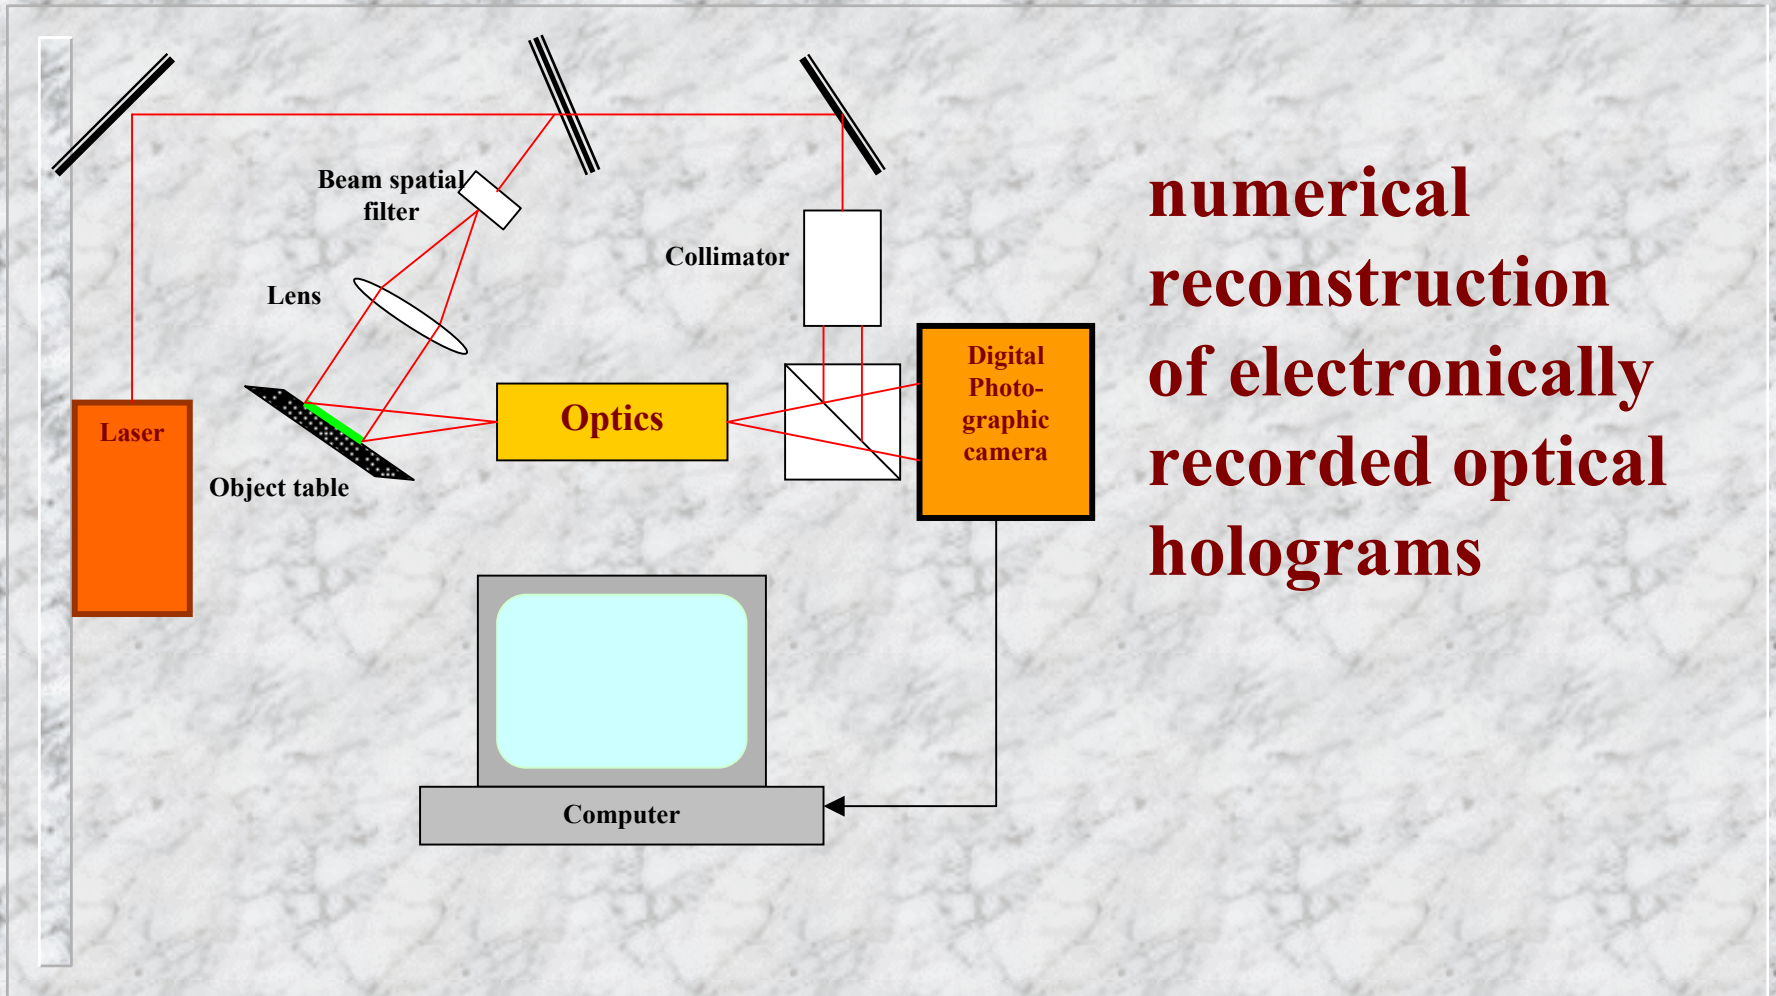 Beam spatial
filter
Lens
Collimator
Laser
Object table
Optics
Digital
Photo-
graphic
camera
Computer
numerical
reconstruction
of electronically
recorded optical
holograms